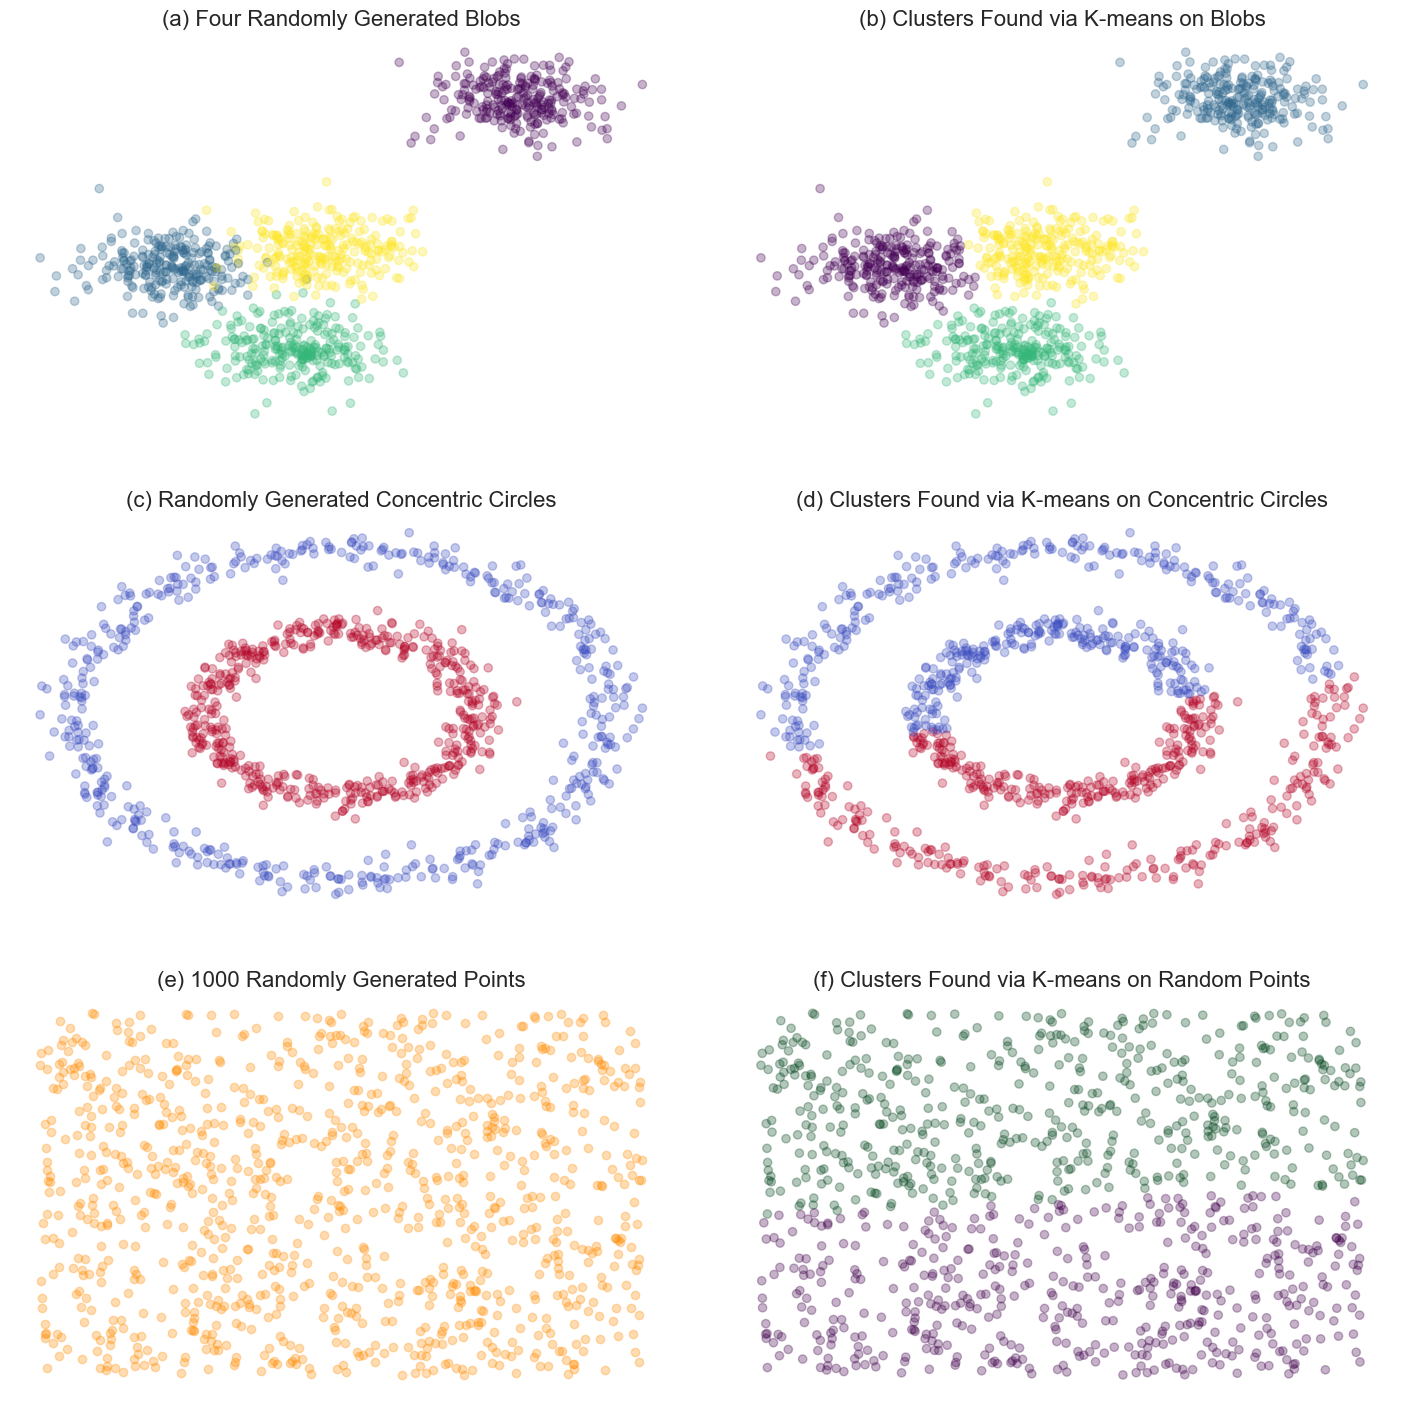 (a) Four Randomly Generated Blobs
(b) Clusters Found via K-means on Blobs
(c) Randomly Generated Concentric Circles
(d) Clusters Found via K-means on Concentric Circles
(e) 1000 Randomly Generated Points
(f) Clusters Found via K-means on Random Points